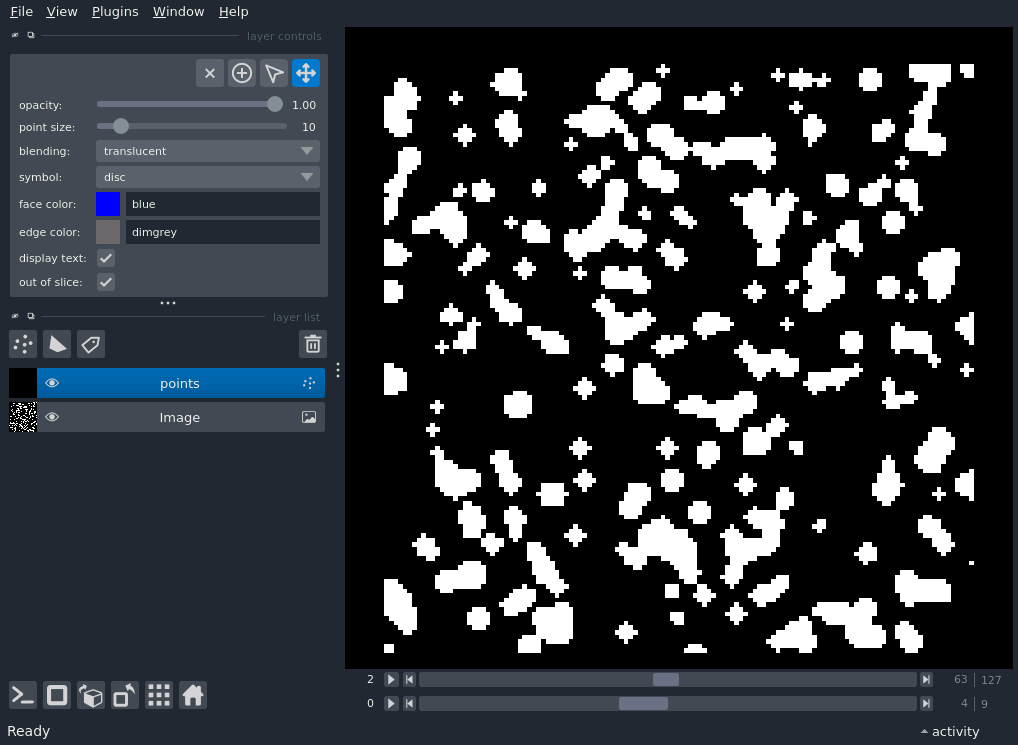 File View Plugins Window Help
layer controls
opacity: 1.00
point size: 10
blending: translucent
symbol: disc
face color: blue
edge color: dimgrey
display text:
out of slice:
layer list
points
Image
2 63 127
0 4 9
Ready activity